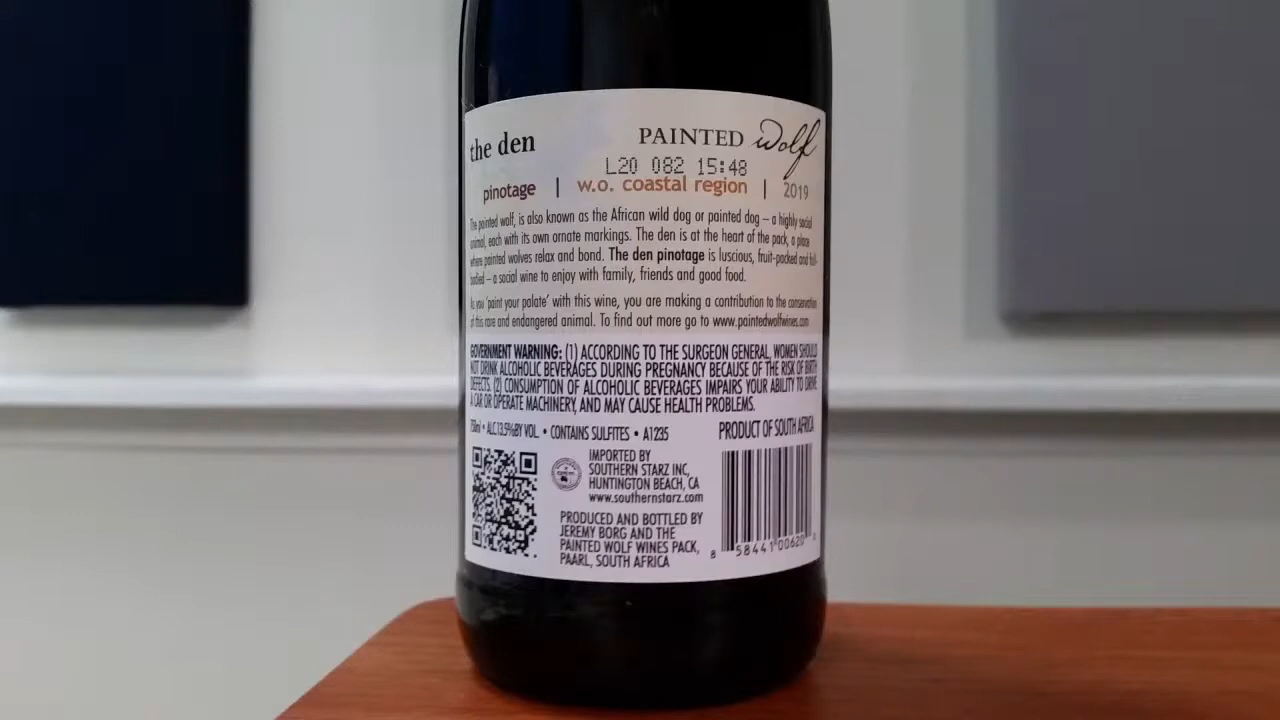 the den PAINTED Wolf
L20 082 15:48
pinotage | w.o. coastal region | 2019
The painted wolf, is also known as the African wild dog or painted dog – a highly social
animal, each with its own ornate markings. The den is at the heart of the pack, a place
where painted wolves relax and bond. The den pinotage is luscious, fruit-packed and full-
bodied – a social wine to enjoy with family, friends and good food.
As you 'paint your palate' with this wine, you are making a contribution to the conservation
of this rare and endangered animal. To find out more go to www.paintedwolfwines.com
GOVERNMENT WARNING: (1) ACCORDING TO THE SURGEON GENERAL, WOMEN SHOULD
NOT DRINK ALCOHOLIC BEVERAGES DURING PREGNANCY BECAUSE OF THE RISK OF BIRTH
DEFECTS. (2) CONSUMPTION OF ALCOHOLIC BEVERAGES IMPAIRS YOUR ABILITY TO DRIVE
A CAR OR OPERATE MACHINERY, AND MAY CAUSE HEALTH PROBLEMS.
750ml • ALC.13.5%BY VOL • CONTAINS SULFITES • A1235 PRODUCT OF SOUTH AFRICA
IMPORTED BY
SOUTHERN STARZ INC,
HUNTINGTON BEACH, CA
www.southernstarz.com
PRODUCED AND BOTTLED BY
JEREMY BORG AND THE
PAINTED WOLF WINES PACK,
PAARL, SOUTH AFRICA
8 58441 00620